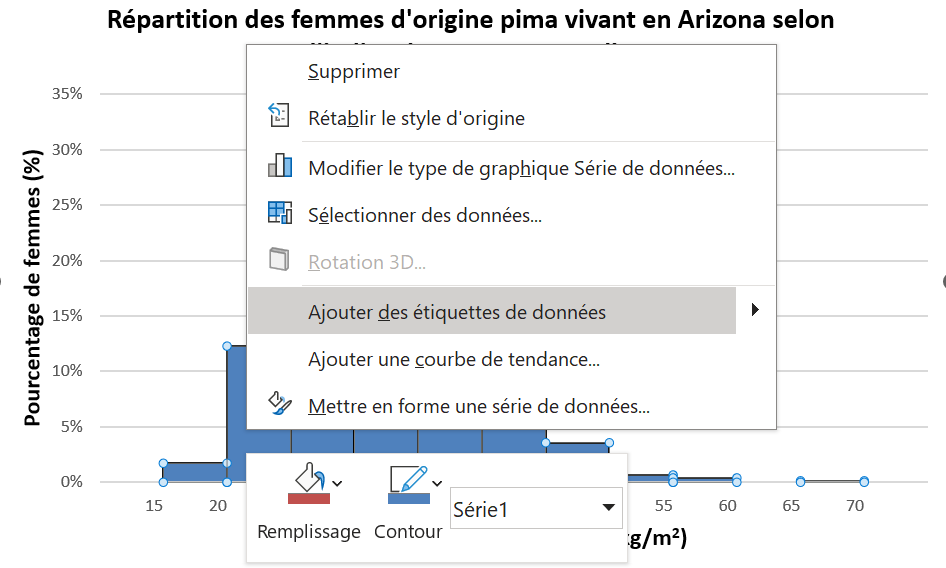 Répartition des femmes d'origine pima vivant en Arizona selon
Supprimer
Rétablir le style d'origine
Modifier le type de graphique Série de données...
Sélectionner des données...
Rotation 3D...
Ajouter des étiquettes de données
Ajouter une courbe de tendance...
Mettre en forme une série de données...
Pourcentage de femmes (%)
35%
30%
25%
20%
15%
10%
5%
0%
15 20 55 60 65 70
Remplissage Contour Série1
kg/m²)